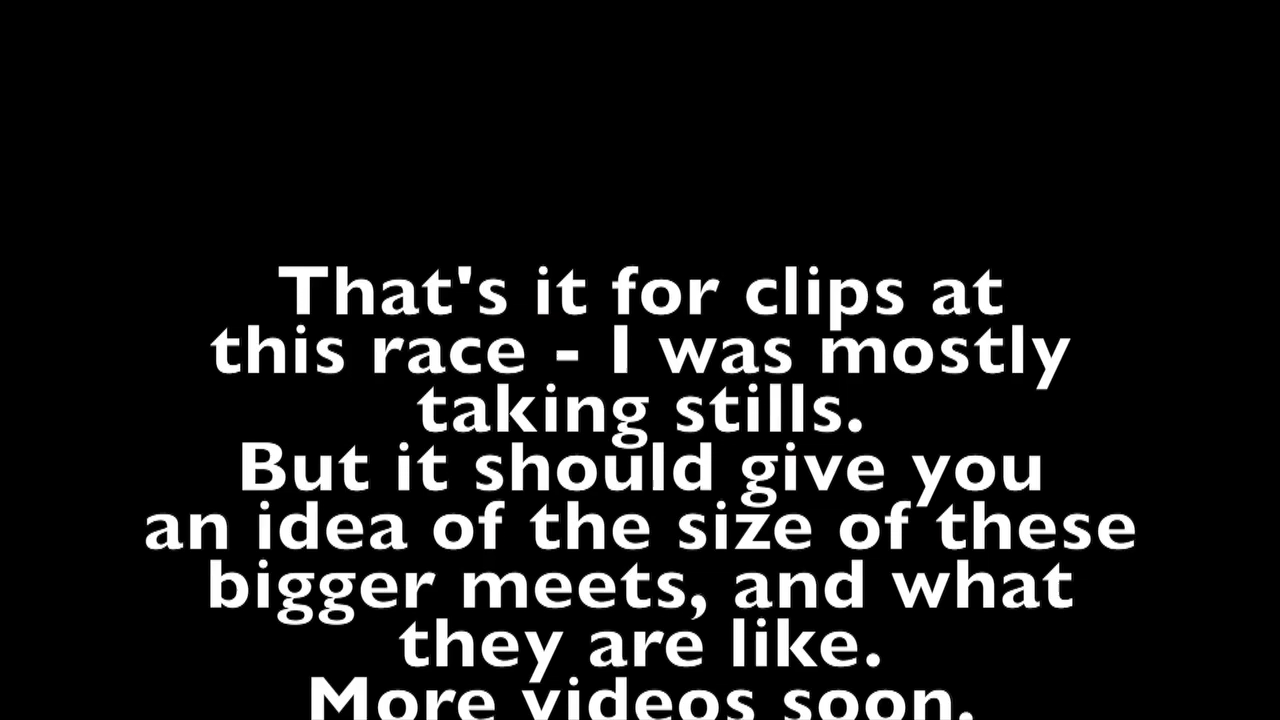 That's it for clips at
this race - I was mostly
taking stills.
But it should give you
an idea of the size of these
bigger meets, and what
they are like.
More videos soon.